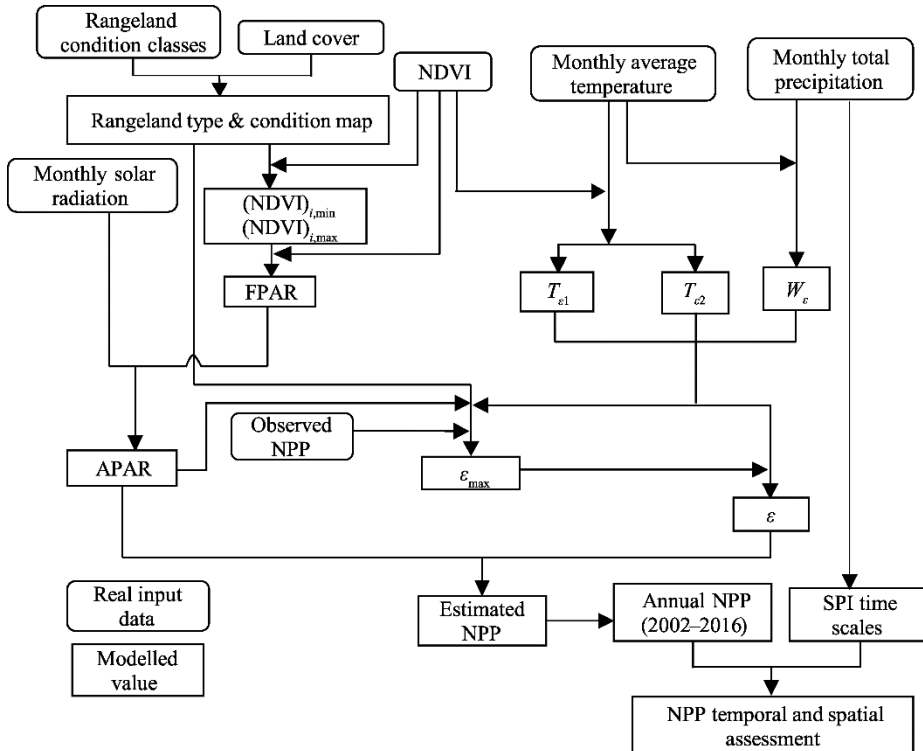 Rangeland
condition classes
Land cover
NDVI
Monthly average
temperature
Monthly total
precipitation
Rangeland type & condition map
Monthly solar
radiation
(NDVI)i,min
(NDVI)i,max
FPAR
Tε1
Tε2
Wε
Observed
NPP
APAR
εmax
ε
Real input
data
Estimated
NPP
Annual NPP
(2002–2016)
SPI time
scales
Modelled
value
NPP temporal and spatial
assessment